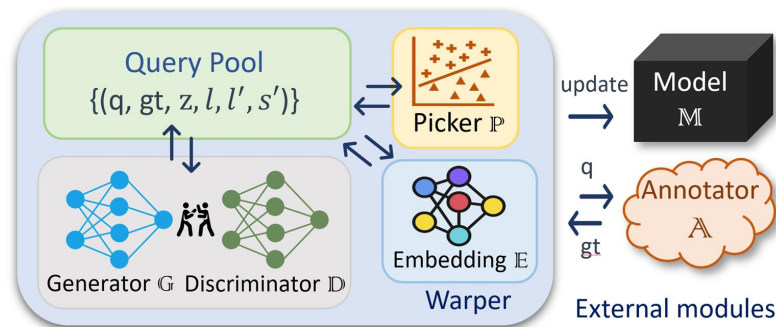 Query Pool
{(q, gt, z, l, l′, s′)}
Picker ℙ
Generator 𝔾
Discriminator 𝔻
Embedding 𝔼
Warper
update
Model
𝕄
q
Annotator
𝔸
gt
External modules